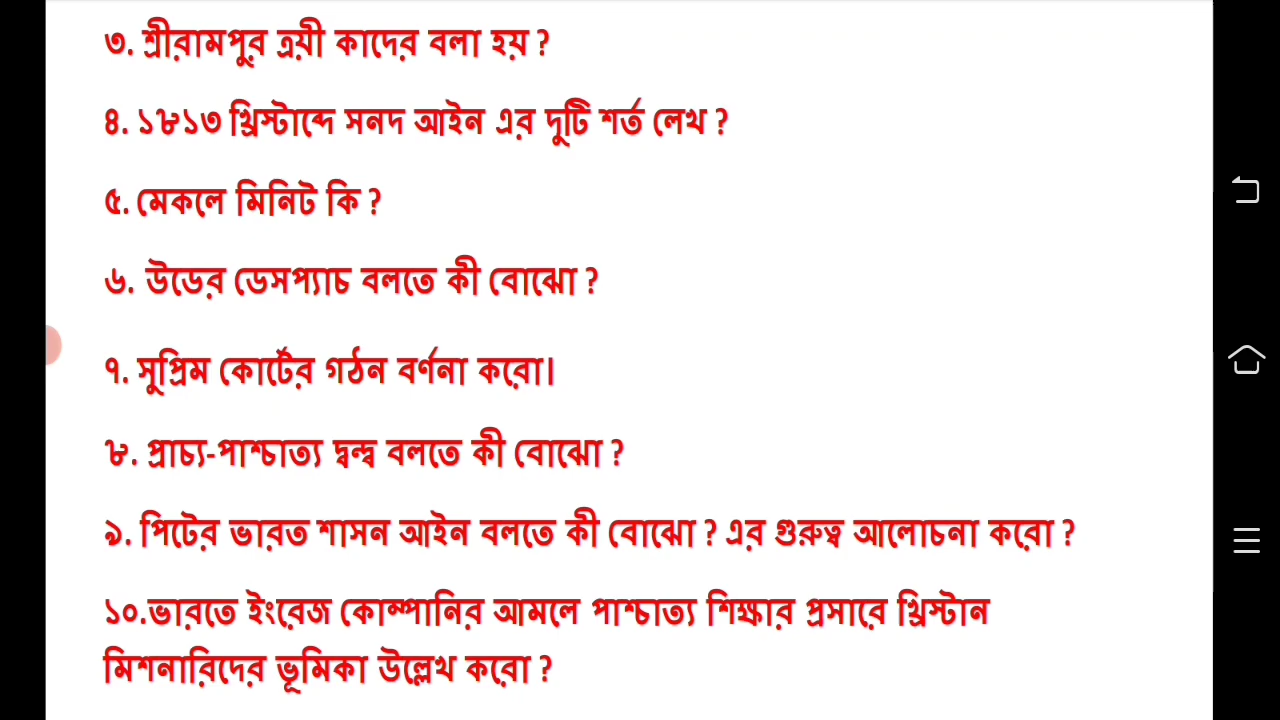 ৩. শ্রীরামপুর ত্রয়ী কাদের বলা হয় ?
৪. ১৮১৩ খ্রিস্টাব্দে সনদ আইন এর দুটি শর্ত লেখ ?
৫. মেকলে মিনিট কি ?
৬. উডের ডেসপ্যাচ বলতে কী বোঝো ?
৭. সুপ্রিম কোর্টের গঠন বর্ণনা করো।
৮. প্রাচ্য-পাশ্চাত্য দ্বন্দ্ব বলতে কী বোঝো ?
৯. পিটের ভারত শাসন আইন বলতে কী বোঝো ? এর গুরুত্ব আলোচনা করো ?
১০.ভারতে ইংরেজ কোম্পানির আমলে পাশ্চাত্য শিক্ষার প্রসারে খ্রিস্টান
মিশনারিদের ভূমিকা উল্লেখ করো ?